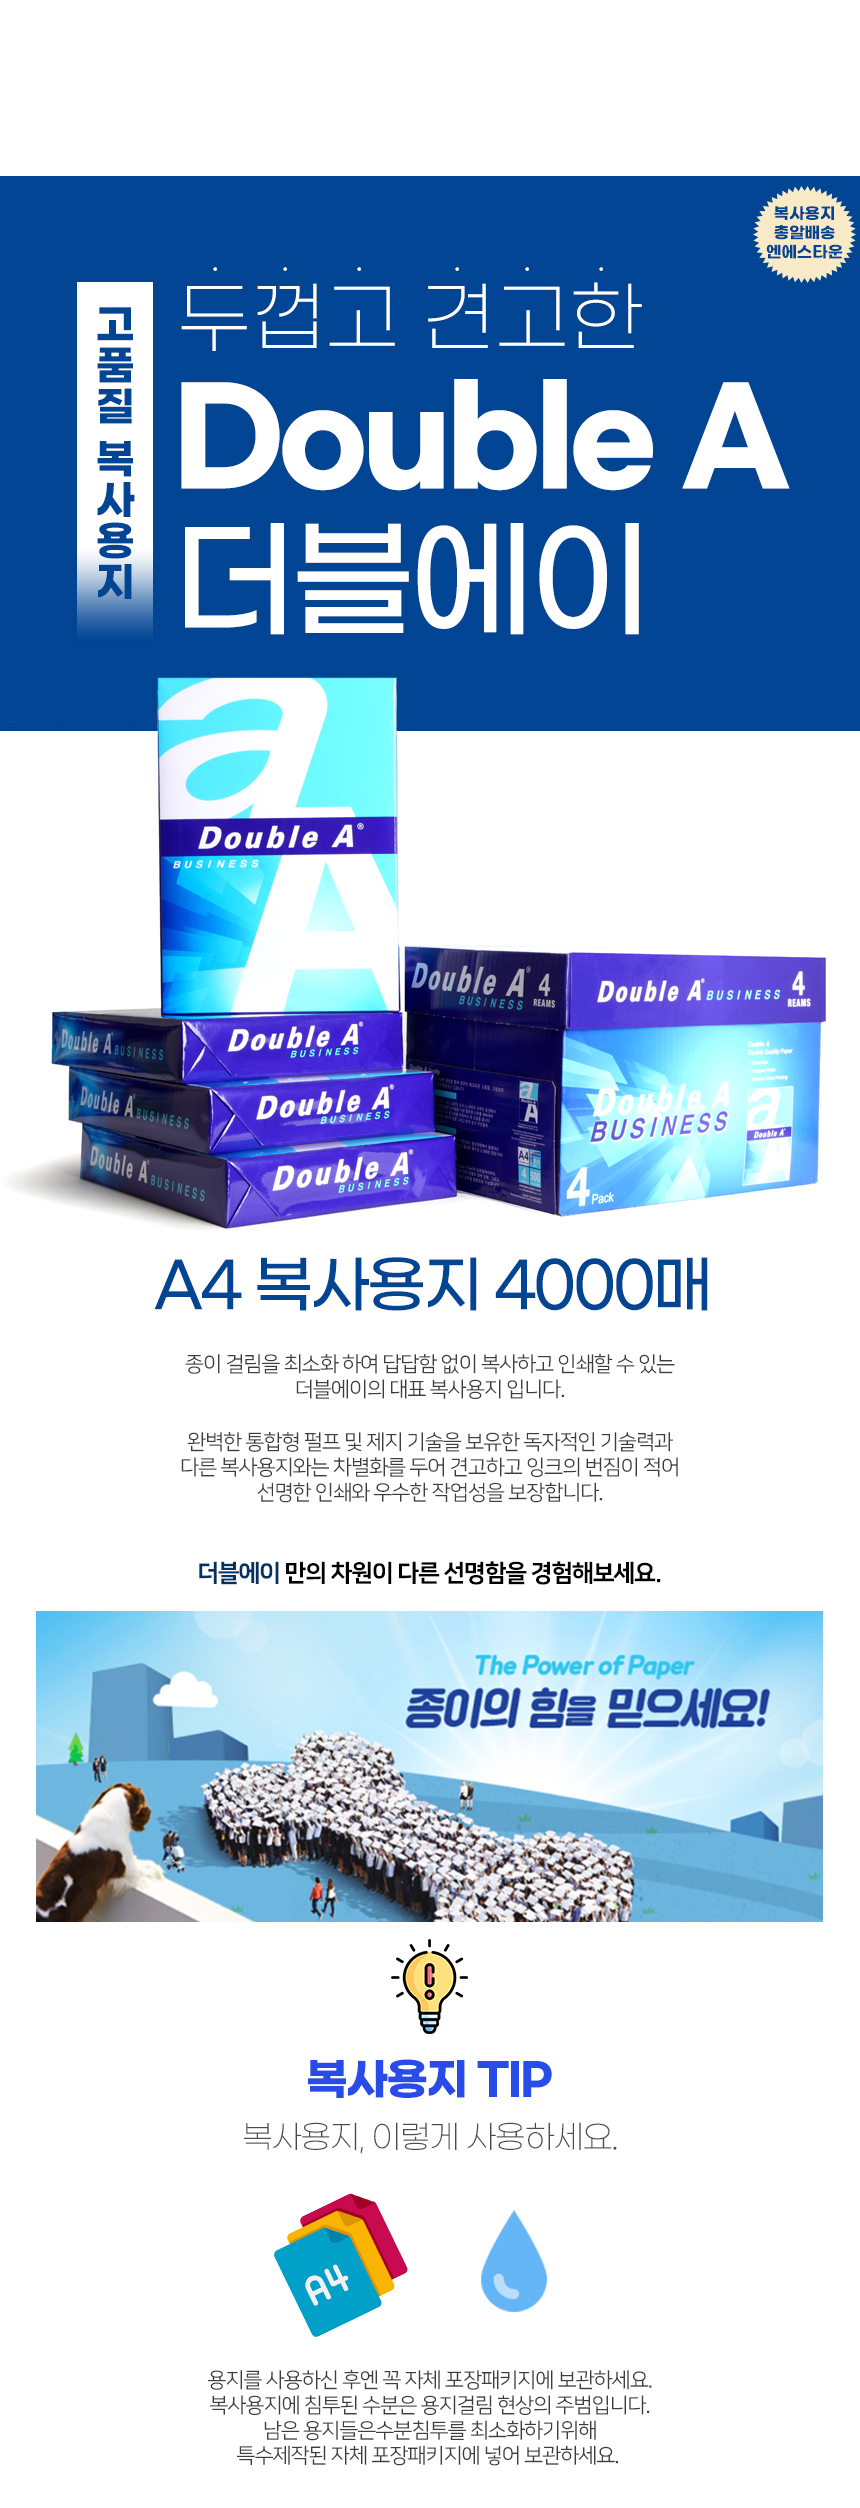 복사용지
총알배송
엔에스타운
고품질 복사용지
두껍고 견고한
Double A
더블에이
Double A®
BUSINESS
Double A® BUSINESS
Double A®
BUSINESS
Double A® BUSINESS
Double A®
BUSINESS
Double A® BUSINESS
Double A®
BUSINESS
Double A® 4
BUSINESS REAMS
Double A® BUSINESS 4
REAMS
Double A
Double Quality Paper
Double A
BUSINESS
Double A
A4
4
500
4 Pack
A4 복사용지 4000매
종이 걸림을 최소화 하여 답답함 없이 복사하고 인쇄할 수 있는
더블에이의 대표 복사용지 입니다.
완벽한 통합형 펄프 및 제지 기술을 보유한 독자적인 기술력과
다른 복사용지와는 차별화를 두어 견고하고 잉크의 번짐이 적어
선명한 인쇄와 우수한 작업성을 보장합니다.
더블에이 만의 차원이 다른 선명함을 경험해보세요.
The Power of Paper
종이의 힘을 믿으세요!
복사용지 TIP
복사용지, 이렇게 사용하세요.
A4
용지를 사용하신 후엔 꼭 자체 포장패키지에 보관하세요.
복사용지에 침투된 수분은 용지걸림 현상의 주범입니다.
남은 용지들은수분침투를 최소화하기위해
특수제작된 자체 포장패키지에 넣어 보관하세요.